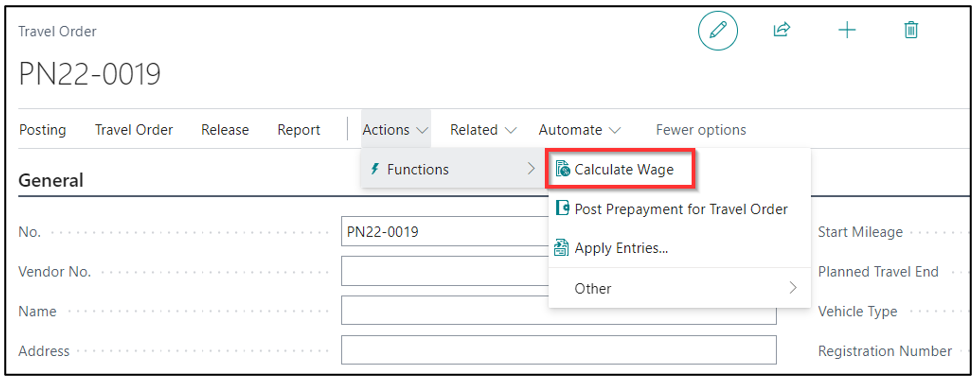 Travel Order
PN22-0019
Posting Travel Order Release Report Actions Related Automate Fewer options
Functions Calculate Wage
General
Post Prepayment for Travel Order
No. PN22-0019 Start Mileage
Apply Entries...
Vendor No. Planned Travel End
Other
Name Vehicle Type
Address Registration Number